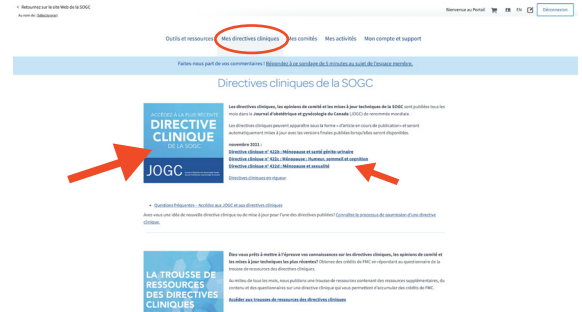 < Retournez sur le site Web de la SOGC
Au nom de : (Sélectionner)
Bienvenue au Portail FR EN Déconnexion
Outils et ressources Mes directives cliniques Mes comités Mes activités Mon compte et support
Faites-nous part de vos commentaires ! Répondez à ce sondage de 5 minutes au sujet de l'espace membre.
Directives cliniques de la SOGC
ACCÉDEZ À LA PLUS RÉCENTE
DIRECTIVE
CLINIQUE
DE LA SOGC
JOGC
Les directives cliniques, les opinions de comité et les mises à jour techniques de la SOGC sont publiées tous les
mois dans le Journal d'obstétrique et gynécologie du Canada (JOGC) de renommée mondiale.
Les directives cliniques peuvent apparaître sous la forme « d'article en cours de publication» et seront
automatiquement mises à jour avec les versions finales publiées lorsqu'elles seront disponibles.
novembre 2021 :
Directive clinique nº 422b : Ménopause et santé génito-urinaire
Directive clinique nº 422c : Ménopause : Humeur, sommeil et cognition
Directive clinique nº 422d : Ménopause et sexualité
Directives cliniques en vigueur
• Questions fréquentes - Accédez aux JOGC et aux directives cliniques
Avez-vous une idée de nouvelle directive clinique ou de mise à jour pour l'une des directives publiées? Connaître le processus de soumission d'une directive
clinique.
LA TROUSSE DE
RESSOURCES
DES DIRECTIVES
CLINIQUES
Êtes-vous prêts à mettre à l'épreuve vos connaissances sur les directives cliniques, les opinions de comité et
les mises à jour techniques les plus récentes? Obtenez des crédits de PMC en répondant au questionnaire de la
trousse de ressources des directives cliniques.
Au milieu de tous les mois, nous publions une trousse de ressources contenant des ressources supplémentaires, du
contenu et des questionnaires sur une directive clinique qui vous permettent d'accumuler des crédits de PMC.
Accéder aux trousses de ressources des directives cliniques